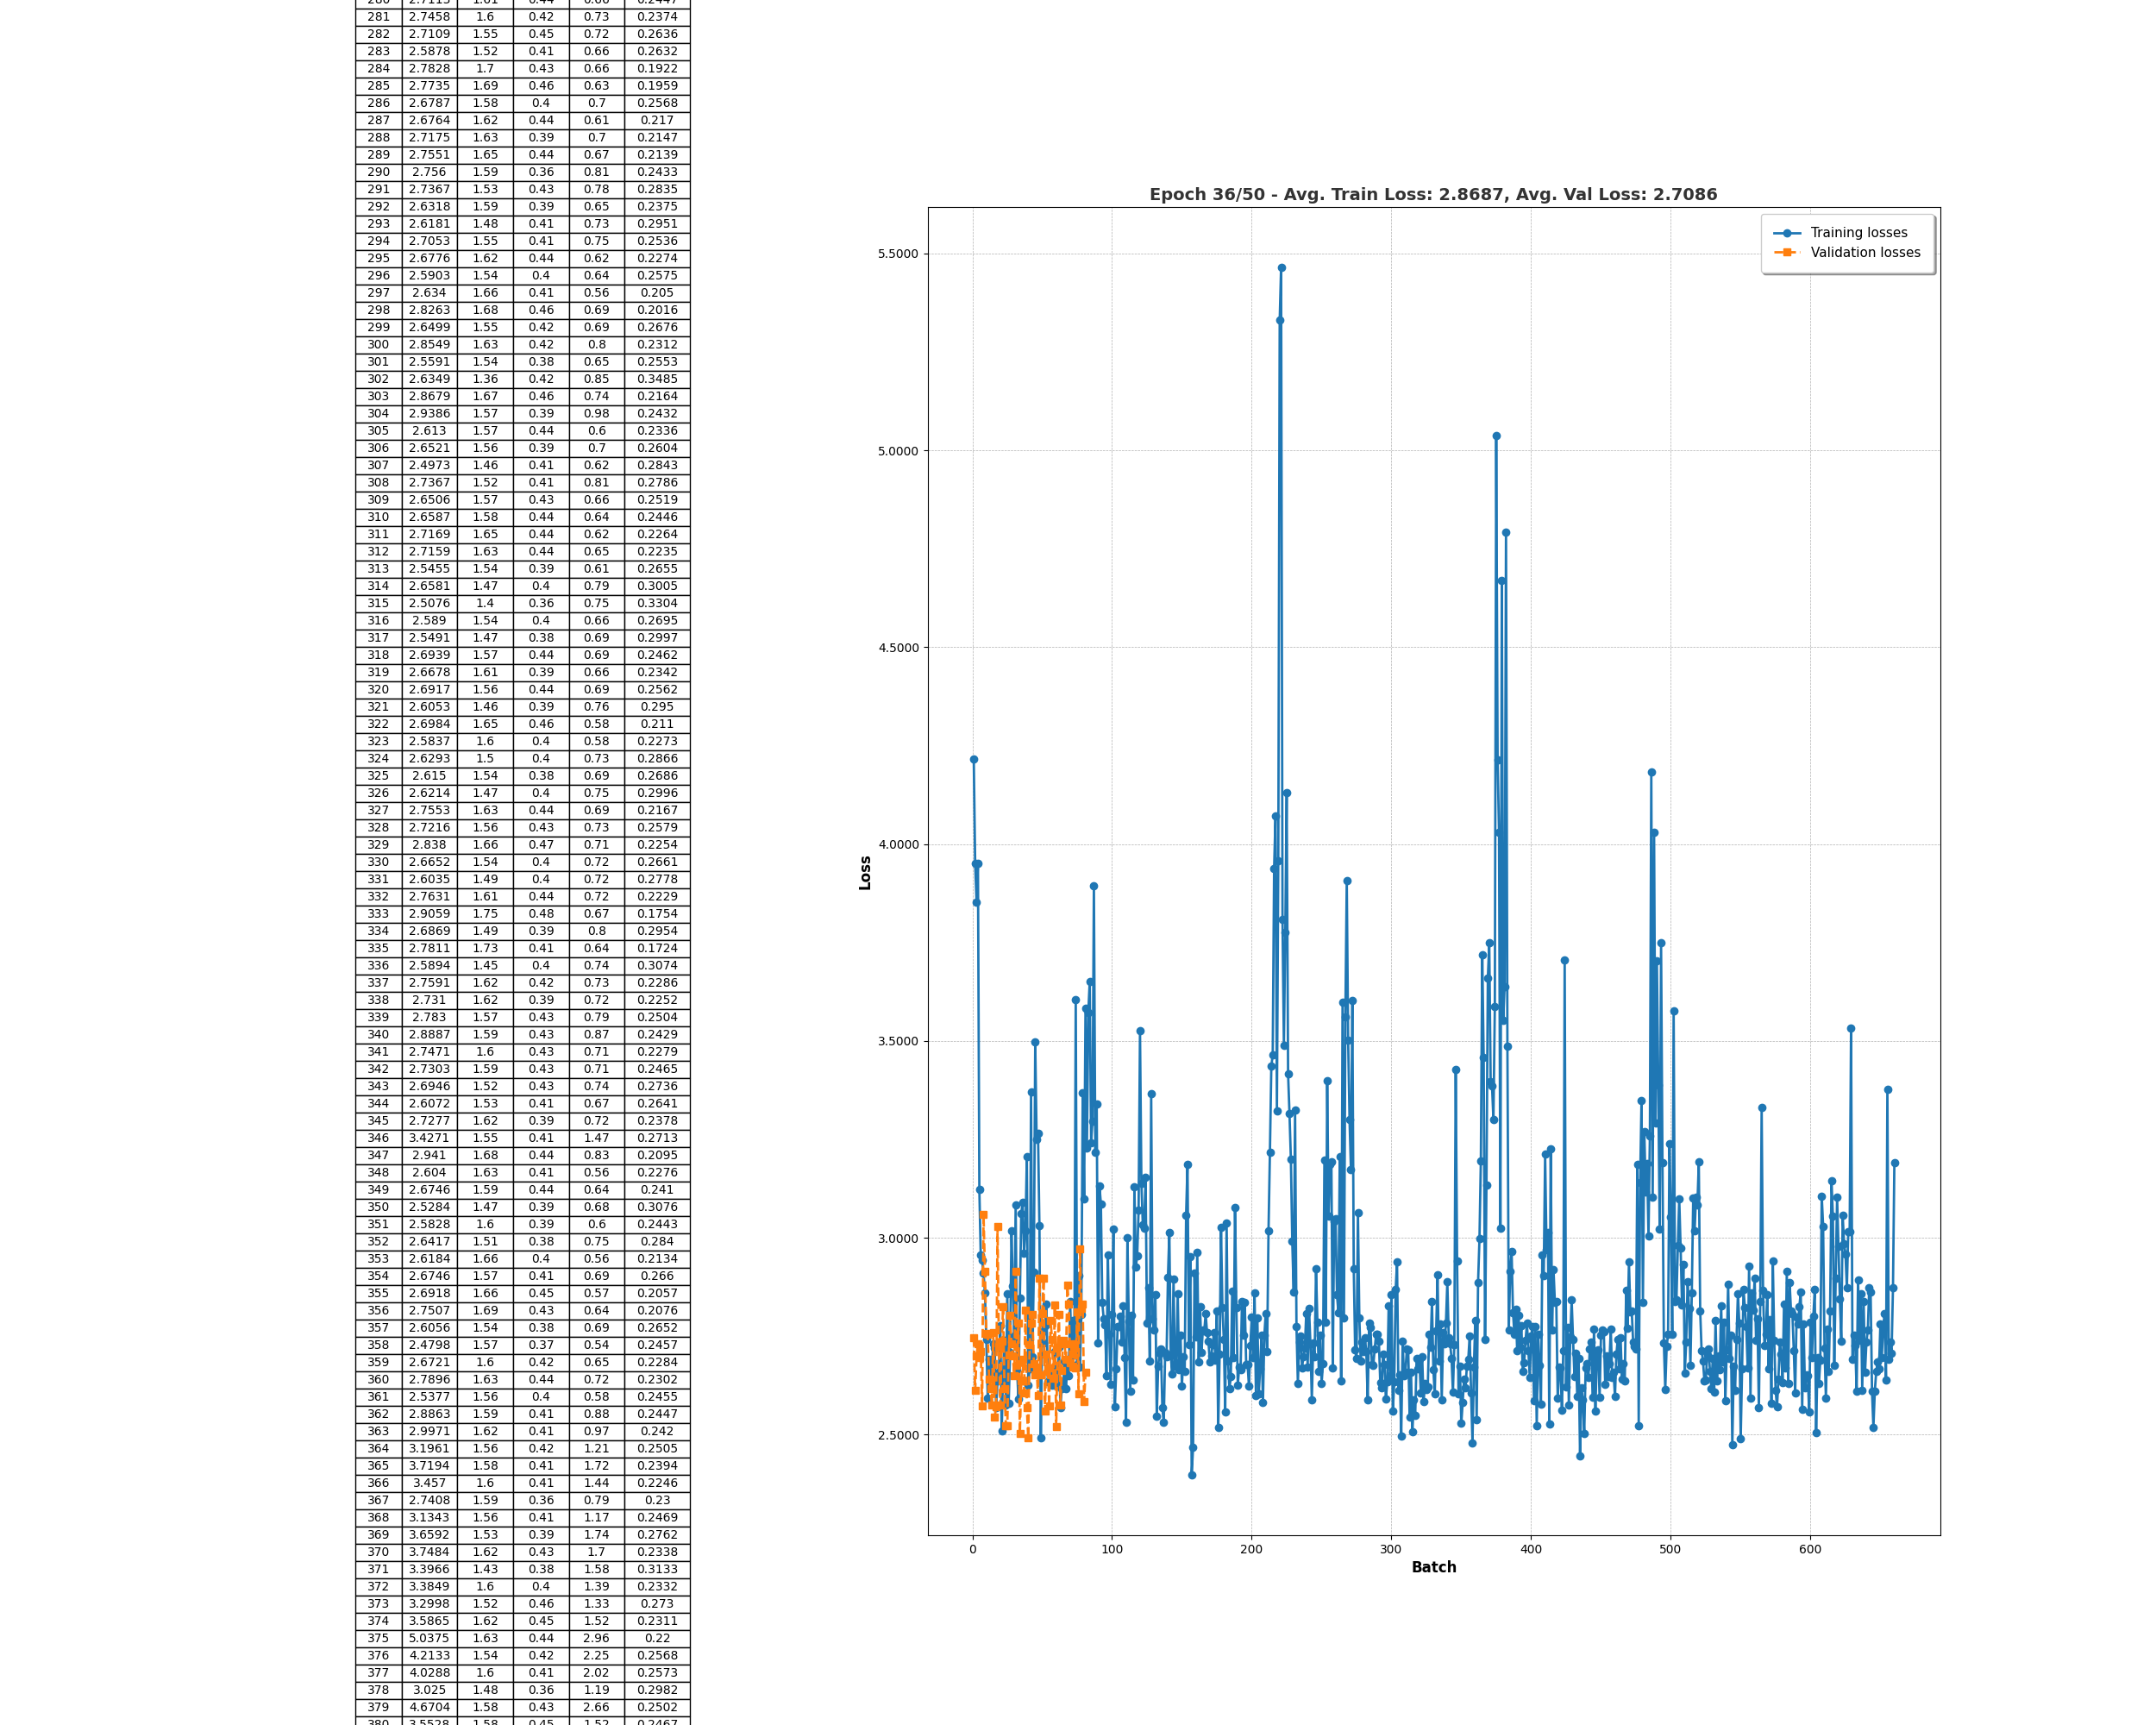 281 2.7458 1.6 0.42 0.73 0.2374
282 2.7109 1.55 0.45 0.72 0.2636
283 2.5878 1.52 0.41 0.66 0.2632
284 2.7828 1.7 0.43 0.66 0.1922
285 2.7735 1.69 0.46 0.63 0.1959
286 2.6787 1.58 0.4 0.7 0.2568
287 2.6764 1.62 0.44 0.61 0.217
288 2.7175 1.63 0.39 0.7 0.2147
289 2.7551 1.65 0.44 0.67 0.2139
290 2.756 1.59 0.36 0.81 0.2433
291 2.7367 1.53 0.43 0.78 0.2835
292 2.6318 1.59 0.39 0.65 0.2375
293 2.6181 1.48 0.41 0.73 0.2951
294 2.7053 1.55 0.41 0.75 0.2536
295 2.6776 1.62 0.44 0.62 0.2274
296 2.5903 1.54 0.4 0.64 0.2575
297 2.634 1.66 0.41 0.56 0.205
298 2.8263 1.68 0.46 0.69 0.2016
299 2.6499 1.55 0.42 0.69 0.2676
300 2.8549 1.63 0.42 0.8 0.2312
301 2.5591 1.54 0.38 0.65 0.2553
302 2.6349 1.36 0.42 0.85 0.3485
303 2.8679 1.67 0.46 0.74 0.2164
304 2.9386 1.57 0.39 0.98 0.2432
305 2.613 1.57 0.44 0.6 0.2336
306 2.6521 1.56 0.39 0.7 0.2604
307 2.4973 1.46 0.41 0.62 0.2843
308 2.7367 1.52 0.41 0.81 0.2786
309 2.6506 1.57 0.43 0.66 0.2519
310 2.6587 1.58 0.44 0.64 0.2446
311 2.7169 1.65 0.44 0.62 0.2264
312 2.7159 1.63 0.44 0.65 0.2235
313 2.5455 1.54 0.39 0.61 0.2655
314 2.6581 1.47 0.4 0.79 0.3005
315 2.5076 1.4 0.36 0.75 0.3304
316 2.589 1.54 0.4 0.66 0.2695
317 2.5491 1.47 0.38 0.69 0.2997
318 2.6939 1.57 0.44 0.69 0.2462
319 2.6678 1.61 0.39 0.66 0.2342
320 2.6917 1.56 0.44 0.69 0.2562
321 2.6053 1.46 0.39 0.76 0.295
322 2.6984 1.65 0.46 0.58 0.211
323 2.5837 1.6 0.4 0.58 0.2273
324 2.6293 1.5 0.4 0.73 0.2866
325 2.615 1.54 0.38 0.69 0.2686
326 2.6214 1.47 0.4 0.75 0.2996
327 2.7553 1.63 0.44 0.69 0.2167
328 2.7216 1.56 0.43 0.73 0.2579
329 2.838 1.66 0.47 0.71 0.2254
330 2.6652 1.54 0.4 0.72 0.2661
331 2.6035 1.49 0.4 0.72 0.2778
332 2.7631 1.61 0.44 0.72 0.2229
333 2.9059 1.75 0.48 0.67 0.1754
334 2.6869 1.49 0.39 0.8 0.2954
335 2.7811 1.73 0.41 0.64 0.1724
336 2.5894 1.45 0.4 0.74 0.3074
337 2.7591 1.62 0.42 0.73 0.2286
338 2.731 1.62 0.39 0.72 0.2252
339 2.783 1.57 0.43 0.79 0.2504
340 2.8887 1.59 0.43 0.87 0.2429
341 2.7471 1.6 0.43 0.71 0.2279
342 2.7303 1.59 0.43 0.71 0.2465
343 2.6946 1.52 0.43 0.74 0.2736
344 2.6072 1.53 0.41 0.67 0.2641
345 2.7277 1.62 0.39 0.72 0.2378
346 3.4271 1.55 0.41 1.47 0.2713
347 2.941 1.68 0.44 0.83 0.2095
348 2.604 1.63 0.41 0.56 0.2276
349 2.6746 1.59 0.44 0.64 0.241
350 2.5284 1.47 0.39 0.68 0.3076
351 2.5828 1.6 0.39 0.6 0.2443
352 2.6417 1.51 0.38 0.75 0.284
353 2.6184 1.66 0.4 0.56 0.2134
354 2.6746 1.57 0.41 0.69 0.266
355 2.6918 1.66 0.45 0.57 0.2057
356 2.7507 1.69 0.43 0.64 0.2076
357 2.6056 1.54 0.38 0.69 0.2652
358 2.4798 1.57 0.37 0.54 0.2457
359 2.6721 1.6 0.42 0.65 0.2284
360 2.7896 1.63 0.44 0.72 0.2302
361 2.5377 1.56 0.4 0.58 0.2455
362 2.8863 1.59 0.41 0.88 0.2447
363 2.9971 1.62 0.41 0.97 0.242
364 3.1961 1.56 0.42 1.21 0.2505
365 3.7194 1.58 0.41 1.72 0.2394
366 3.457 1.6 0.41 1.44 0.2246
367 2.7408 1.59 0.36 0.79 0.23
368 3.1343 1.56 0.41 1.17 0.2469
369 3.6592 1.53 0.39 1.74 0.2762
370 3.7484 1.62 0.43 1.7 0.2338
371 3.3966 1.43 0.38 1.58 0.3133
372 3.3849 1.6 0.4 1.39 0.2332
373 3.2998 1.52 0.46 1.33 0.273
374 3.5865 1.62 0.45 1.52 0.2311
375 5.0375 1.63 0.44 2.96 0.22
376 4.2133 1.54 0.42 2.25 0.2568
377 4.0288 1.6 0.41 2.02 0.2573
378 3.025 1.48 0.36 1.19 0.2982
379 4.6704 1.58 0.43 2.66 0.2502
380 3.5528 1.58 0.45 1.52 0.2467
Epoch 36/50 - Avg. Train Loss: 2.8687, Avg. Val Loss: 2.7086
Training losses
Validation losses
5.5000
5.0000
4.5000
4.0000
3.5000
3.0000
2.5000
Loss
0 100 200 300 400 500 600
Batch